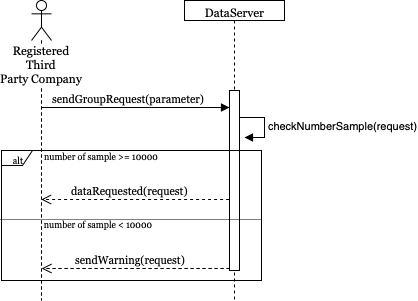 DataServer
Registered
Third
Party Company
sendGroupRequest(parameter)
checkNumberSample(request)
alt
number of sample >= 10000
dataRequested(request)
number of sample < 10000
sendWarning(request)